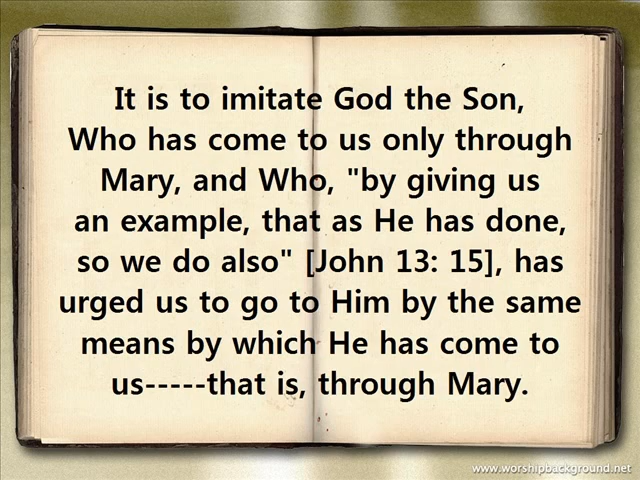 It is to imitate God the Son,
Who has come to us only through
Mary, and Who, "by giving us
an example, that as He has done,
so we do also" [John 13: 15], has
urged us to go to Him by the same
means by which He has come to
us-----that is, through Mary.
www.worshipbackground.net